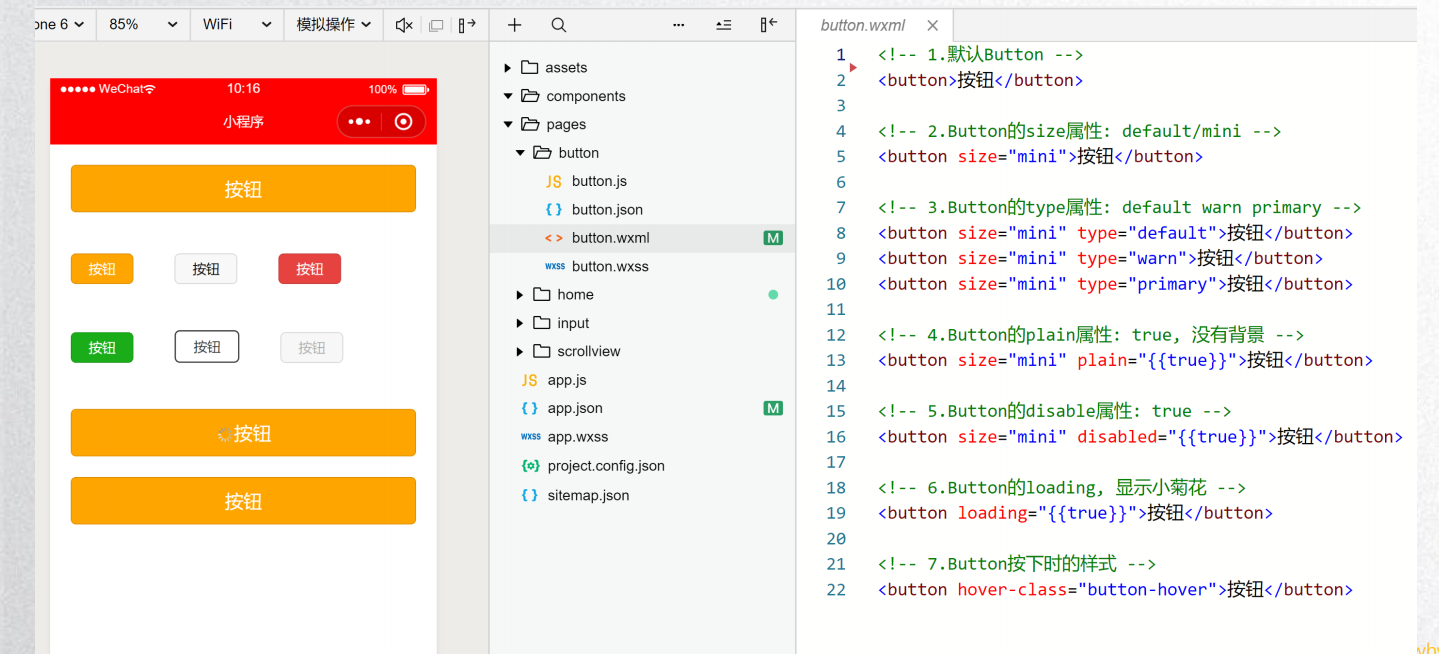 one 6
85%
WiFi
模拟操作
●●●●● WeChat
10:16
100%
小程序
按钮
按钮
按钮
按钮
按钮
按钮
按钮
按钮
按钮
assets
components
pages
button
JS button.js
{ } button.json
< > button.wxml M
wxss button.wxss
home
input
scrollview
JS app.js
{ } app.json M
wxss app.wxss
project.config.json
{ } sitemap.json
button.wxml
1 <!-- 1.默认Button -->
2 <button>按钮</button>
3
4 <!-- 2.Button的size属性: default/mini -->
5 <button size="mini">按钮</button>
6
7 <!-- 3.Button的type属性: default warn primary -->
8 <button size="mini" type="default">按钮</button>
9 <button size="mini" type="warn">按钮</button>
10 <button size="mini" type="primary">按钮</button>
11
12 <!-- 4.Button的plain属性: true, 没有背景 -->
13 <button size="mini" plain="{{true}}">按钮</button>
14
15 <!-- 5.Button的disable属性: true -->
16 <button size="mini" disabled="{{true}}">按钮</button>
17
18 <!-- 6.Button的loading, 显示小菊花 -->
19 <button loading="{{true}}">按钮</button>
20
21 <!-- 7.Button按下时的样式 -->
22 <button hover-class="button-hover">按钮</button>